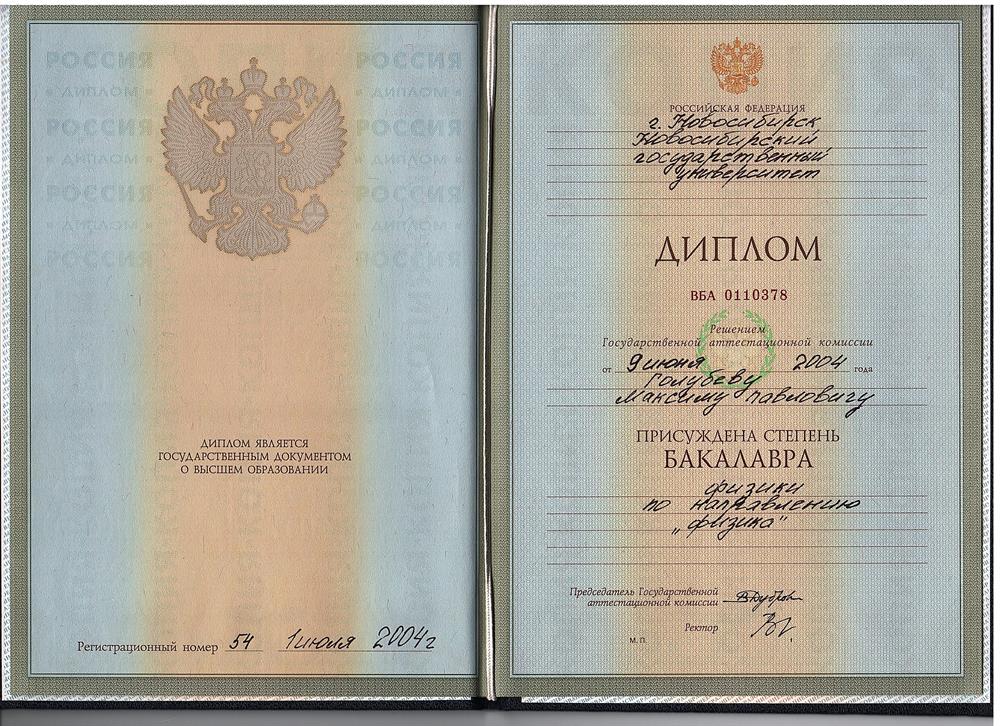 РОССИЯ РОССИЯ
ДИПЛОМ ДИПЛОМ
РОССИЯ РОССИЯ
ДИПЛОМ ДИПЛОМ
РОССИЯ РОССИЯ
ДИПЛОМ ДИПЛОМ
РОССИЯ РОССИЯ
ДИПЛОМ ЯВЛЯЕТСЯ
ГОСУДАРСТВЕННЫМ ДОКУМЕНТОМ
О ВЫСШЕМ ОБРАЗОВАНИИ
Регистрационный номер 54 1 июля 2004г
РОССИЙСКАЯ ФЕДЕРАЦИЯ
г. Новосибирск
Новосибирский
государственный
университет
ДИПЛОМ
ВБА 0110378
Решением
Государственной аттестационной комиссии
от 9 июня 2004 года
Голубеву
Максиму Павловичу
ПРИСУЖДЕНА СТЕПЕНЬ
БАКАЛАВРА
физики
по направлению
„физика"
Председатель Государственной
аттестационной комиссии
Ректор
М. П.